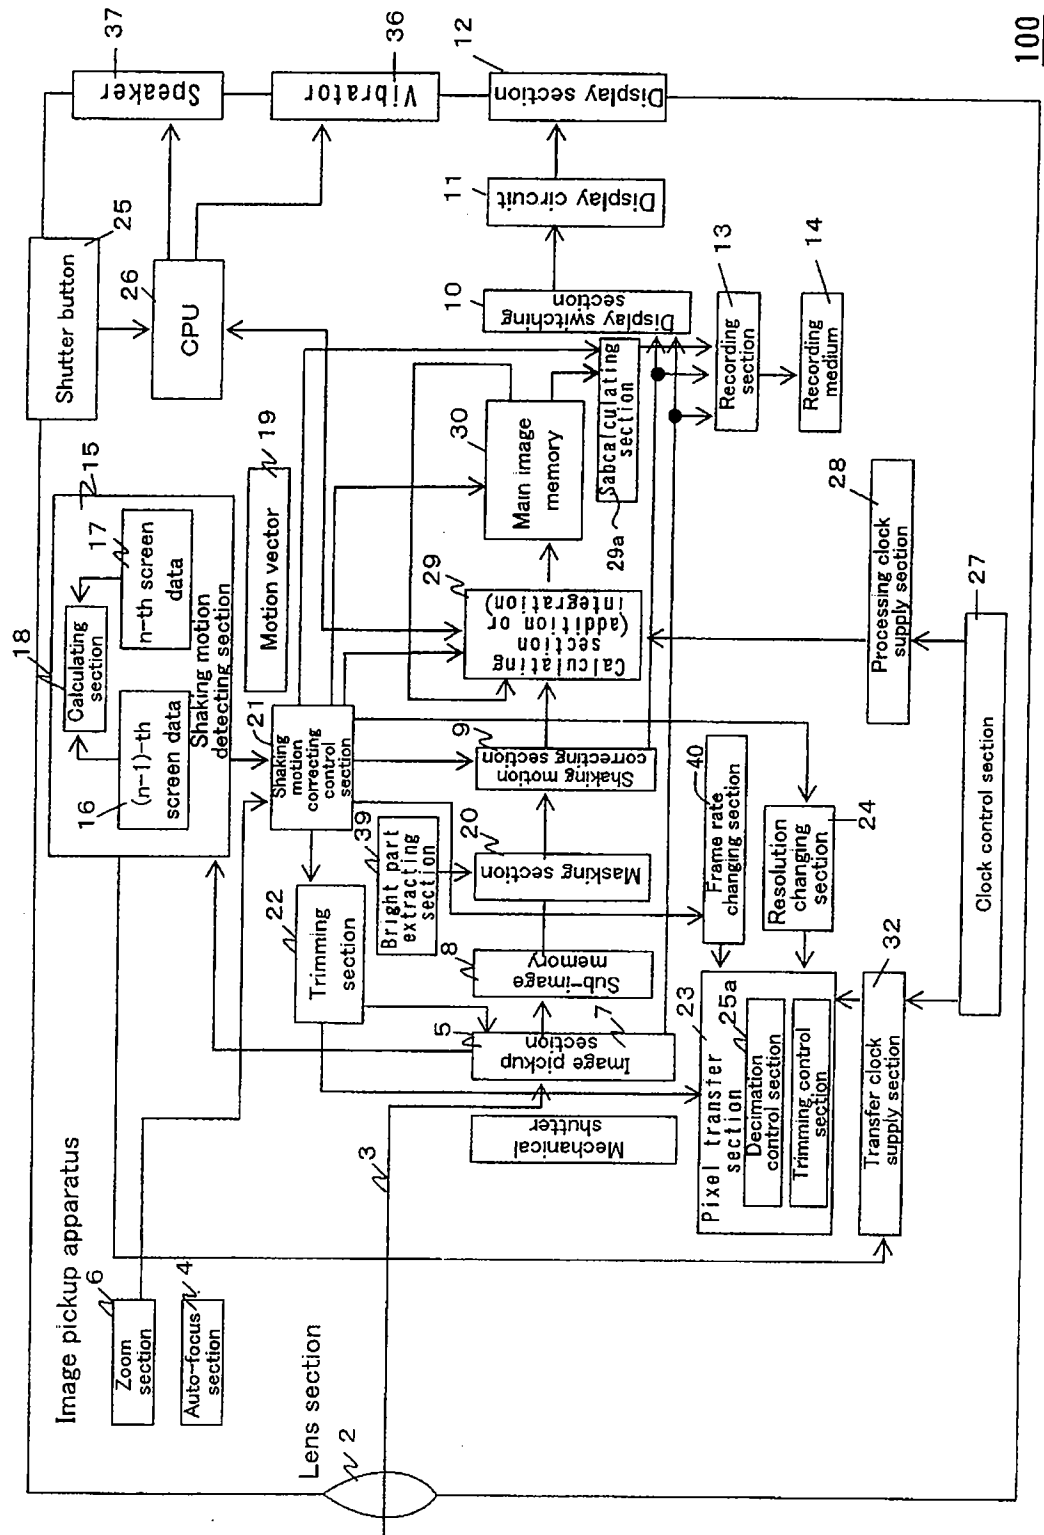 Image pickup apparatus
6
Zoom
section
4
Auto-focus
section
Lens section
2
3
18
15
Calculating
section
17
16
(n-1)-th
screen data
n-th screen
data
Shaking motion
detecting section
19
Motion vector
Shutter button
25
26
CPU
37
Speaker
36
Vibrator
21
Shaking
motion
correcting
control
section
22
Trimming
section
39
Bright part
extracting
section
5
Image pickup
section
7
Mechanical
shutter
8
Sub-image
memory
20
Masking section
9
Shaking motion
correcting section
29
Calculating
section
(addition or
integration)
30
Main image
memory
29a
Sabcalculating
section
10
Display switching
section
11
Display circuit
12
Display section
13
Recording
section
14
Recording
medium
23
Pixel transfer
section
25a
Decimation
control section
Trimming control
section
40
Frame rate
changing section
24
Resolution
changing
section
32
Transfer clock
supply section
28
Processing clock
supply section
27
Clock control section
100